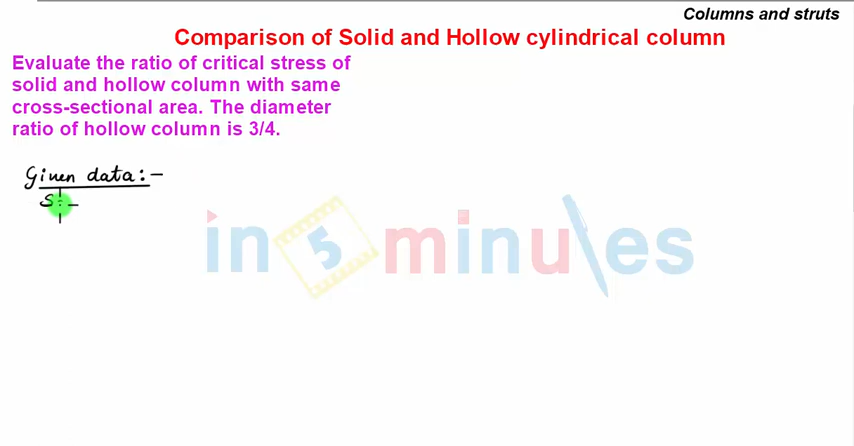 Columns and struts
Comparison of Solid and Hollow cylindrical column
Evaluate the ratio of critical stress of
solid and hollow column with same
cross-sectional area. The diameter
ratio of hollow column is 3/4.
Given data:-
S:-
in 5 minutes